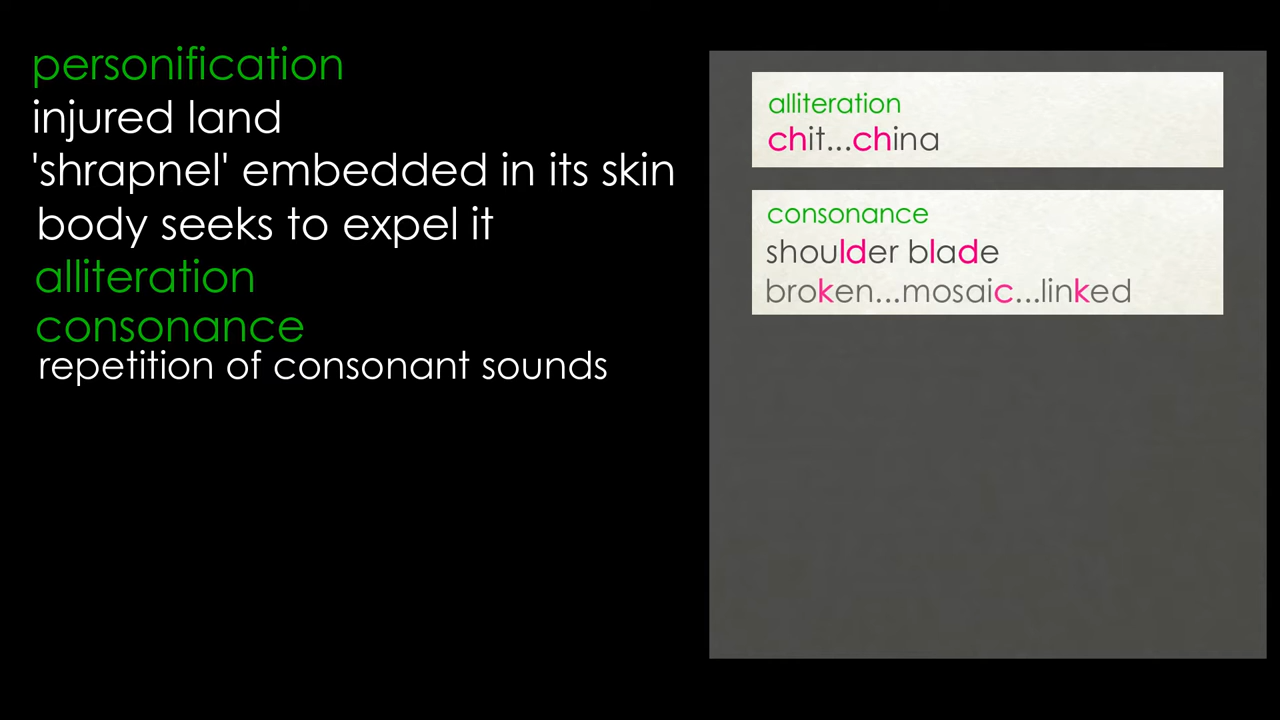 personification
injured land
'shrapnel' embedded in its skin
body seeks to expel it
alliteration
consonance
repetition of consonant sounds
alliteration
chit...china
consonance
shoulder blade
broken...mosaic...linked